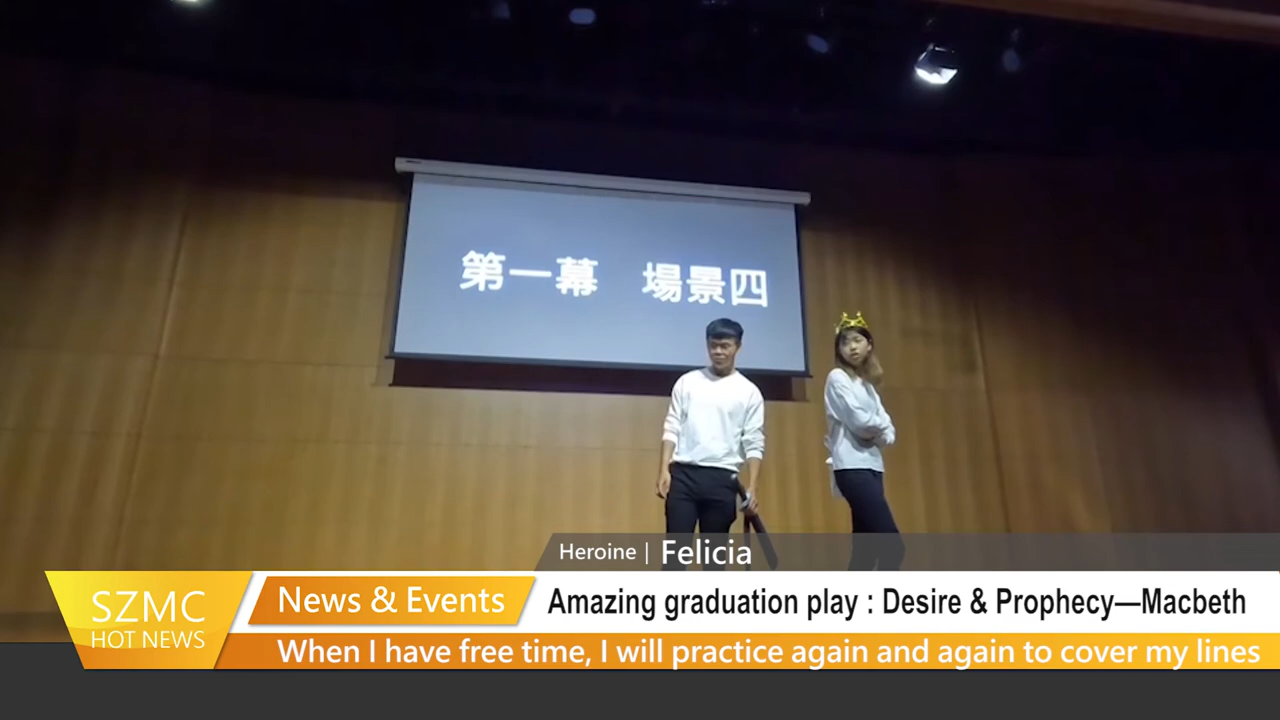 第一幕 場景四
Heroine | Felicia
SZMC
HOT NEWS
News & Events
Amazing graduation play : Desire & Prophecy—Macbeth
When I have free time, I will practice again and again to cover my lines